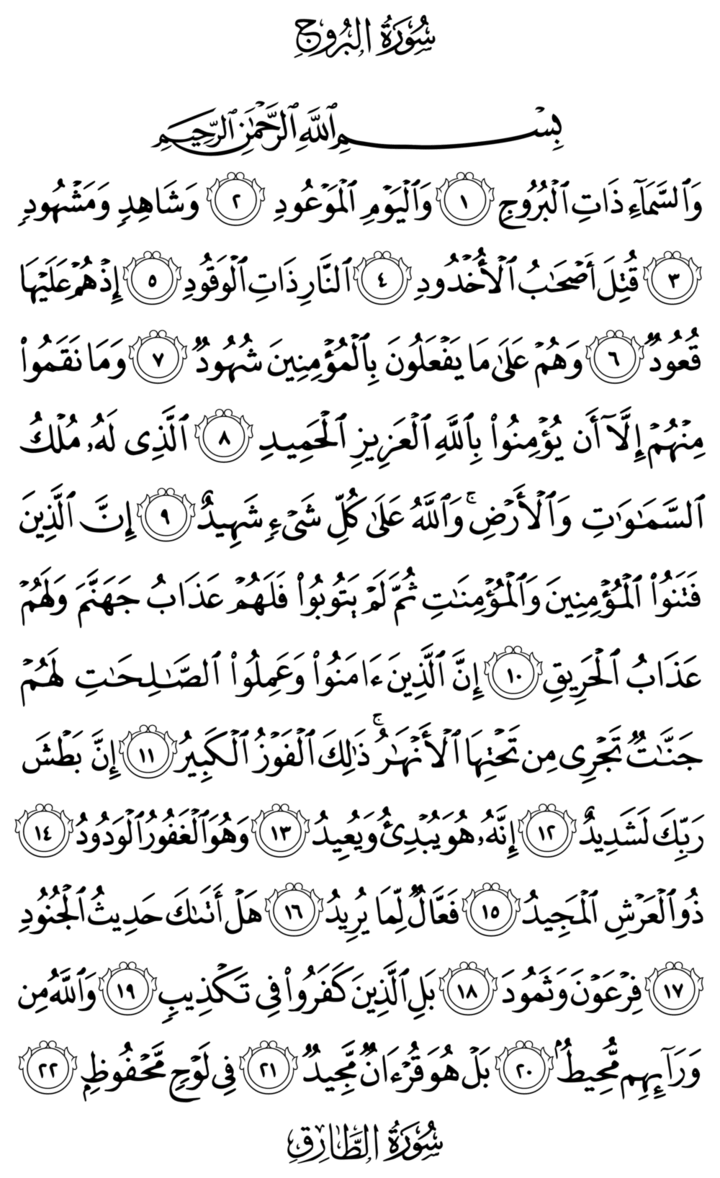 سُورَةُ البُرُوجِ
بِسْمِ ٱللَّهِ ٱلرَّحْمَٰنِ ٱلرَّحِيمِ
وَٱلسَّمَآءِ ذَاتِ ٱلْبُرُوجِ ١ وَٱلْيَوْمِ ٱلْمَوْعُودِ ٢ وَشَاهِدٍ وَمَشْهُودٍ
٣ قُتِلَ أَصْحَٰبُ ٱلْأُخْدُودِ ٤ ٱلنَّارِ ذَاتِ ٱلْوَقُودِ ٥ إِذْ هُمْ عَلَيْهَا
قُعُودٌ ٦ وَهُمْ عَلَىٰ مَا يَفْعَلُونَ بِٱلْمُؤْمِنِينَ شُهُودٌ ٧ وَمَا نَقَمُوا۟
مِنْهُمْ إِلَّآ أَن يُؤْمِنُوا۟ بِٱللَّهِ ٱلْعَزِيزِ ٱلْحَمِيدِ ٨ ٱلَّذِى لَهُۥ مُلْكُ
ٱلسَّمَٰوَٰتِ وَٱلْأَرْضِ ۚ وَٱللَّهُ عَلَىٰ كُلِّ شَىْءٍ شَهِيدٌ ٩ إِنَّ ٱلَّذِينَ
فَتَنُوا۟ ٱلْمُؤْمِنِينَ وَٱلْمُؤْمِنَٰتِ ثُمَّ لَمْ يَتُوبُوا۟ فَلَهُمْ عَذَابُ جَهَنَّمَ وَلَهُمْ
عَذَابُ ٱلْحَرِيقِ ١٠ إِنَّ ٱلَّذِينَ ءَامَنُوا۟ وَعَمِلُوا۟ ٱلصَّٰلِحَٰتِ لَهُمْ
جَنَّٰتٌ تَجْرِى مِن تَحْتِهَا ٱلْأَنْهَٰرُ ۚ ذَٰلِكَ ٱلْفَوْزُ ٱلْكَبِيرُ ١١ إِنَّ بَطْشَ
رَبِّكَ لَشَدِيدٌ ١٢ إِنَّهُۥ هُوَ يُبْدِئُ وَيُعِيدُ ١٣ وَهُوَ ٱلْغَفُورُ ٱلْوَدُودُ ١٤
ذُو ٱلْعَرْشِ ٱلْمَجِيدُ ١٥ فَعَّالٌ لِّمَا يُرِيدُ ١٦ هَلْ أَتَىٰكَ حَدِيثُ ٱلْجُنُودِ
١٧ فِرْعَوْنَ وَثَمُودَ ١٨ بَلِ ٱلَّذِينَ كَفَرُوا۟ فِى تَكْذِيبٍ ١٩ وَٱللَّهُ مِن
وَرَآئِهِم مُّحِيطٌۢ ٢٠ بَلْ هُوَ قُرْءَانٌ مَّجِيدٌ ٢١ فِى لَوْحٍ مَّحْفُوظٍۭ ٢٢
سُورَةُ الطَّارِقِ